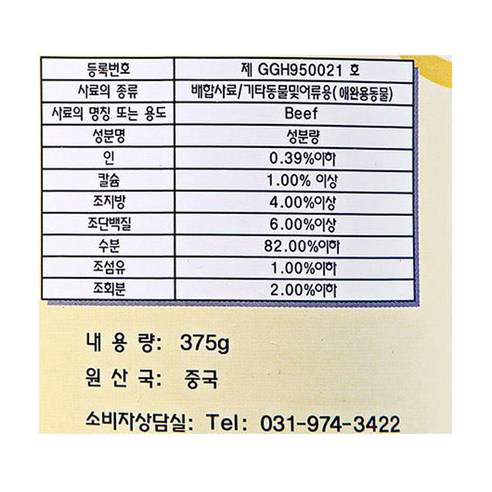 등록번호 제 GGH950021 호
사료의 종류 배합사료/기타동물및어류용(애완용동물)
사료의 명칭 또는 용도 Beef
성분명 성분량
인 0.39%이하
칼슘 1.00% 이상
조지방 4.00%이상
조단백질 6.00%이상
수분 82.00%이하
조섬유 1.00%이하
조회분 2.00%이하
내 용 량: 375g
원 산 국: 중국
소비자상담실: Tel: 031-974-3422